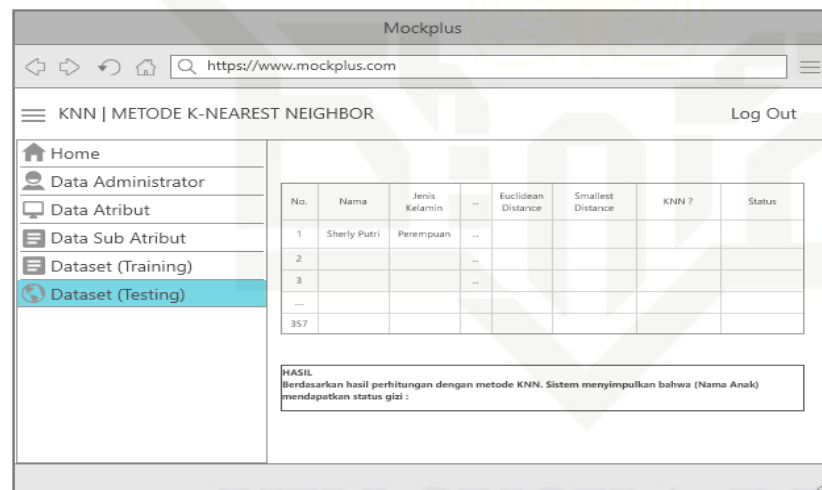 Mockplus
https://www.mockplus.com
KNN | METODE K-NEAREST NEIGHBOR
Log Out
Home
Data Administrator
Data Atribut
Data Sub Atribut
Dataset (Training)
Dataset (Testing)
No. Nama Jenis Kelamin .. Euclidean Distance Smallest Distance KNN ? Status
1 Sherly Putri Perempuan ..
2 ..
3 ..
...
357
HASIL
Berdasarkan hasil perhitungan dengan metode KNN. Sistem menyimpulkan bahwa (Nama Anak)
mendapatkan status gizi :